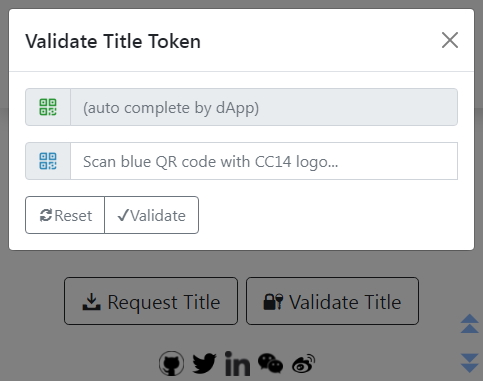 Validate Title Token
(auto complete by dApp)
Scan blue QR code with CC14 logo...
Reset
Validate
Request Title
Validate Title